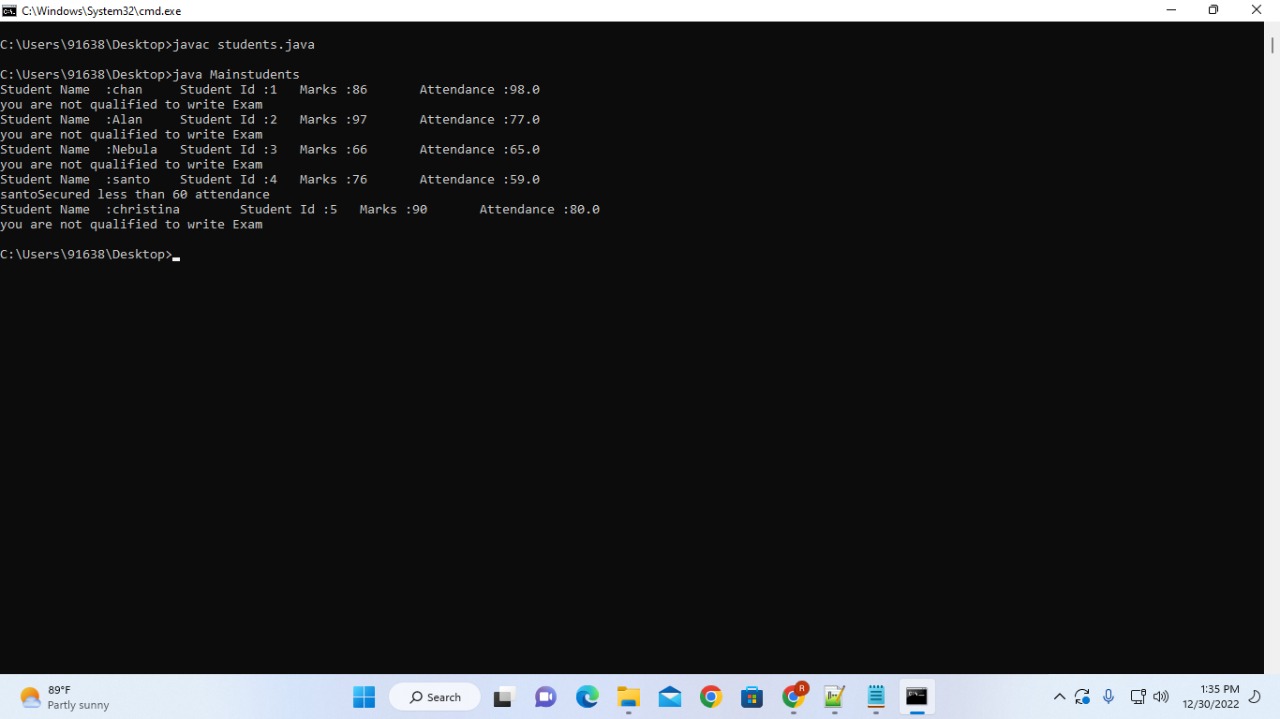 C:\Windows\System32\cmd.exe
C:\Users\91638\Desktop>javac students.java
C:\Users\91638\Desktop>java Mainstudents
Student Name  :chan     Student Id :1   Marks :86       Attendance :98.0
you are not qualified to write Exam
Student Name  :Alan     Student Id :2   Marks :97       Attendance :77.0
you are not qualified to write Exam
Student Name  :Nebula   Student Id :3   Marks :66       Attendance :65.0
you are not qualified to write Exam
Student Name  :santo    Student Id :4   Marks :76       Attendance :59.0
santoSecured less than 60 attendance
Student Name  :christina        Student Id :5   Marks :90       Attendance :80.0
you are not qualified to write Exam
C:\Users\91638\Desktop>
89°F
Partly sunny
Search
R
1:35 PM
12/30/2022